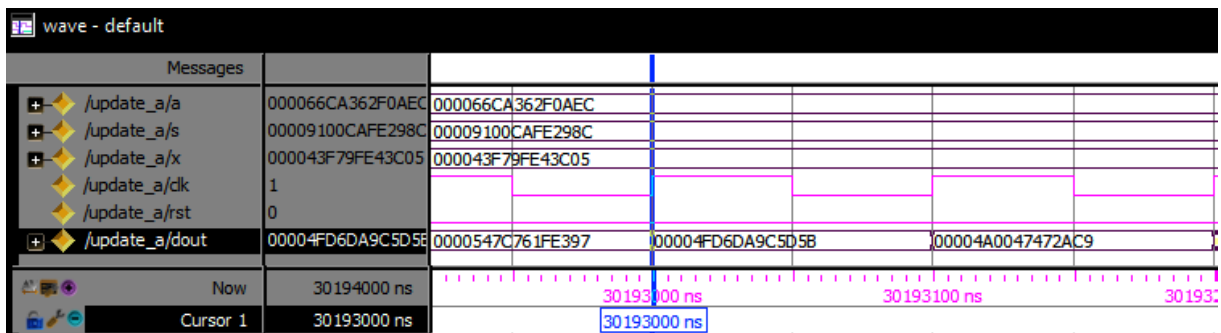 wave - default
Messages
/update_a/a 000066CA362F0AEC 000066CA362F0AEC
/update_a/s 00009100CAFE298C 00009100CAFE298C
/update_a/x 000043F79FE43C05 000043F79FE43C05
/update_a/clk 1
/update_a/rst 0
/update_a/dout 00004FD6DA9C5D5B 0000547C761FE397 00004FD6DA9C5D5B 00004A0047472AC9
Now 30194000 ns 30193000 ns 30193100 ns 301932
Cursor 1 30193000 ns 30193000 ns